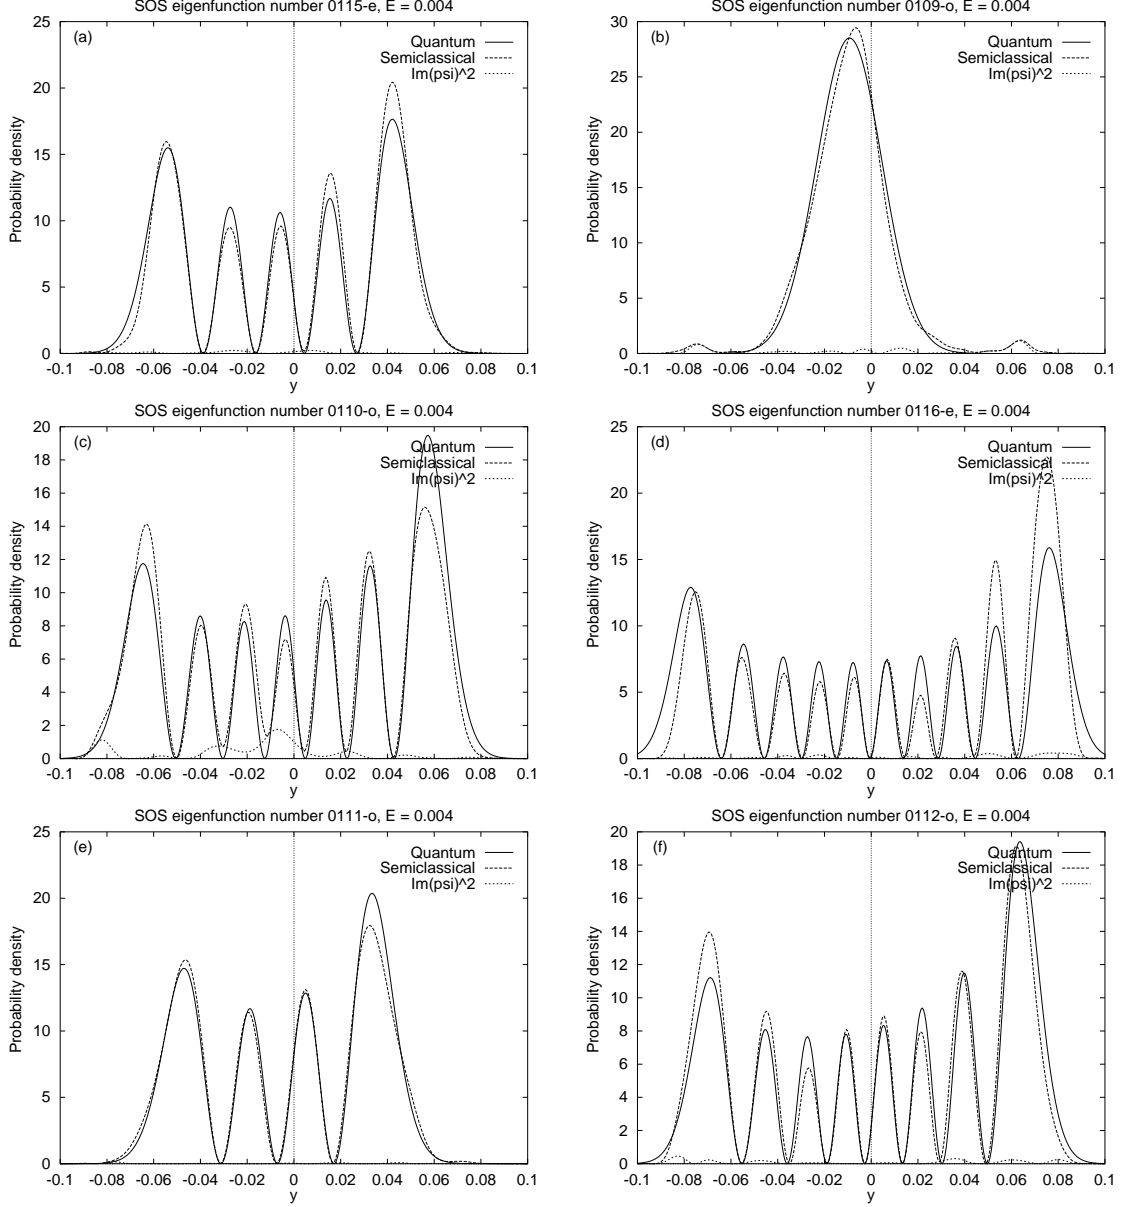 SOS eigenfunction number 0115-e, E = 0.004
(a)
Quantum
Semiclassical
Im(psi)^2
Probability density
25
20
15
10
5
0
-0.1 -0.08 -0.06 -0.04 -0.02 0 0.02 0.04 0.06 0.08 0.1
y
SOS eigenfunction number 0109-o, E = 0.004
(b)
Quantum
Semiclassical
Im(psi)^2
Probability density
30
25
20
15
10
5
0
-0.1 -0.08 -0.06 -0.04 -0.02 0 0.02 0.04 0.06 0.08 0.1
y
SOS eigenfunction number 0110-o, E = 0.004
(c)
Quantum
Semiclassical
Im(psi)^2
Probability density
20
18
16
14
12
10
8
6
4
2
0
-0.1 -0.08 -0.06 -0.04 -0.02 0 0.02 0.04 0.06 0.08 0.1
y
SOS eigenfunction number 0116-e, E = 0.004
(d)
Quantum
Semiclassical
Im(psi)^2
Probability density
25
20
15
10
5
0
-0.1 -0.08 -0.06 -0.04 -0.02 0 0.02 0.04 0.06 0.08 0.1
y
SOS eigenfunction number 0111-o, E = 0.004
(e)
Quantum
Semiclassical
Im(psi)^2
Probability density
25
20
15
10
5
0
-0.1 -0.08 -0.06 -0.04 -0.02 0 0.02 0.04 0.06 0.08 0.1
y
SOS eigenfunction number 0112-o, E = 0.004
(f)
Quantum
Semiclassical
Im(psi)^2
Probability density
20
18
16
14
12
10
8
6
4
2
0
-0.1 -0.08 -0.06 -0.04 -0.02 0 0.02 0.04 0.06 0.08 0.1
y